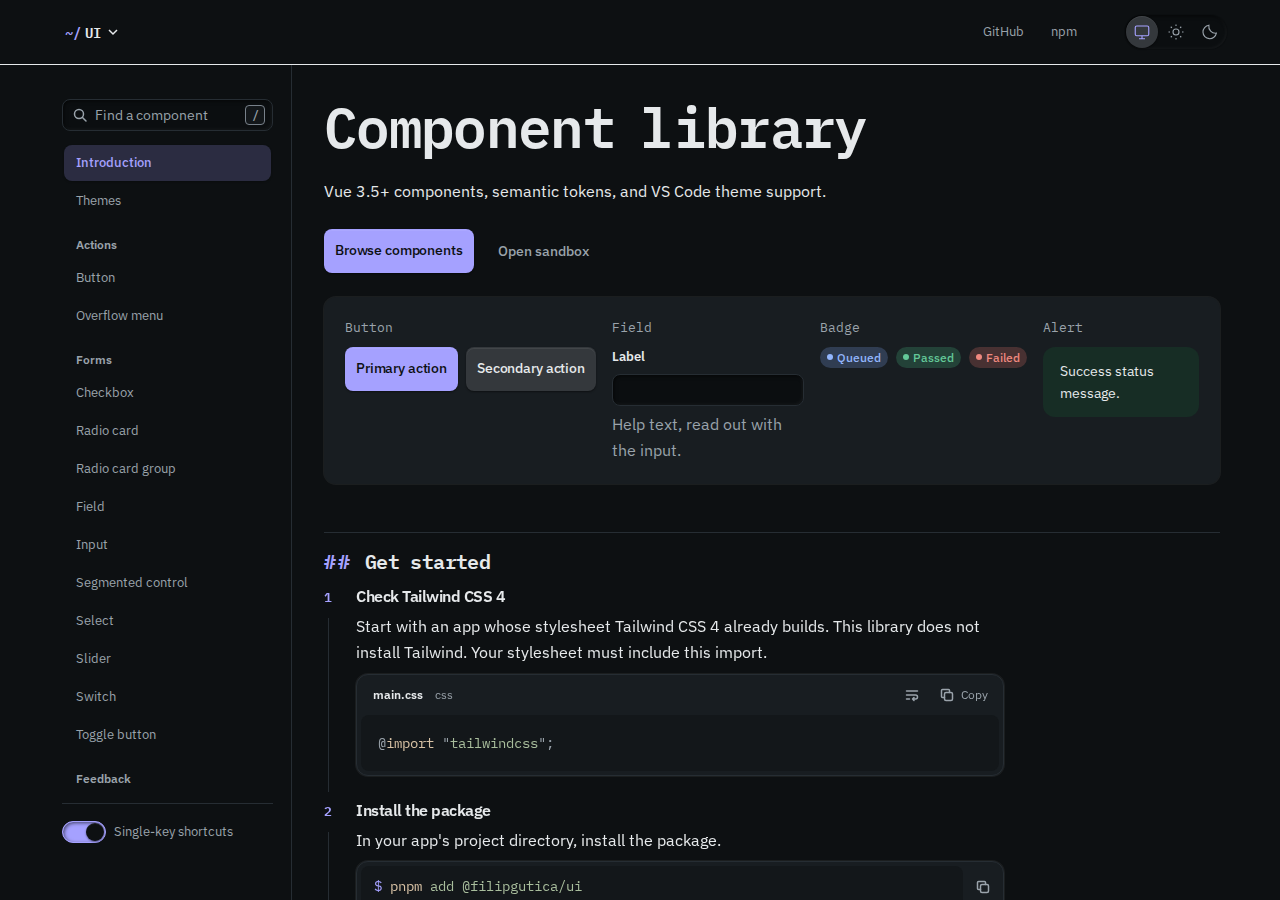 ~/ UI
GitHub
npm
Find a component
/
Introduction
Themes
Actions
Button
Overflow menu
Forms
Checkbox
Radio card
Radio card group
Field
Input
Segmented control
Select
Slider
Switch
Toggle button
Feedback
Single-key shortcuts
Component library
Vue 3.5+ components, semantic tokens, and VS Code theme support.
Browse components
Open sandbox
Button
Primary action
Secondary action
Field
Label
Help text, read out with
the input.
Badge
Queued
Passed
Failed
Alert
Success status
message.
## Get started
1
Check Tailwind CSS 4
Start with an app whose stylesheet Tailwind CSS 4 already builds. This library does not
install Tailwind. Your stylesheet must include this import.
main.css
css
Copy
@import "tailwindcss";
2
Install the package
In your app's project directory, install the package.
$ pnpm add @filipgutica/ui